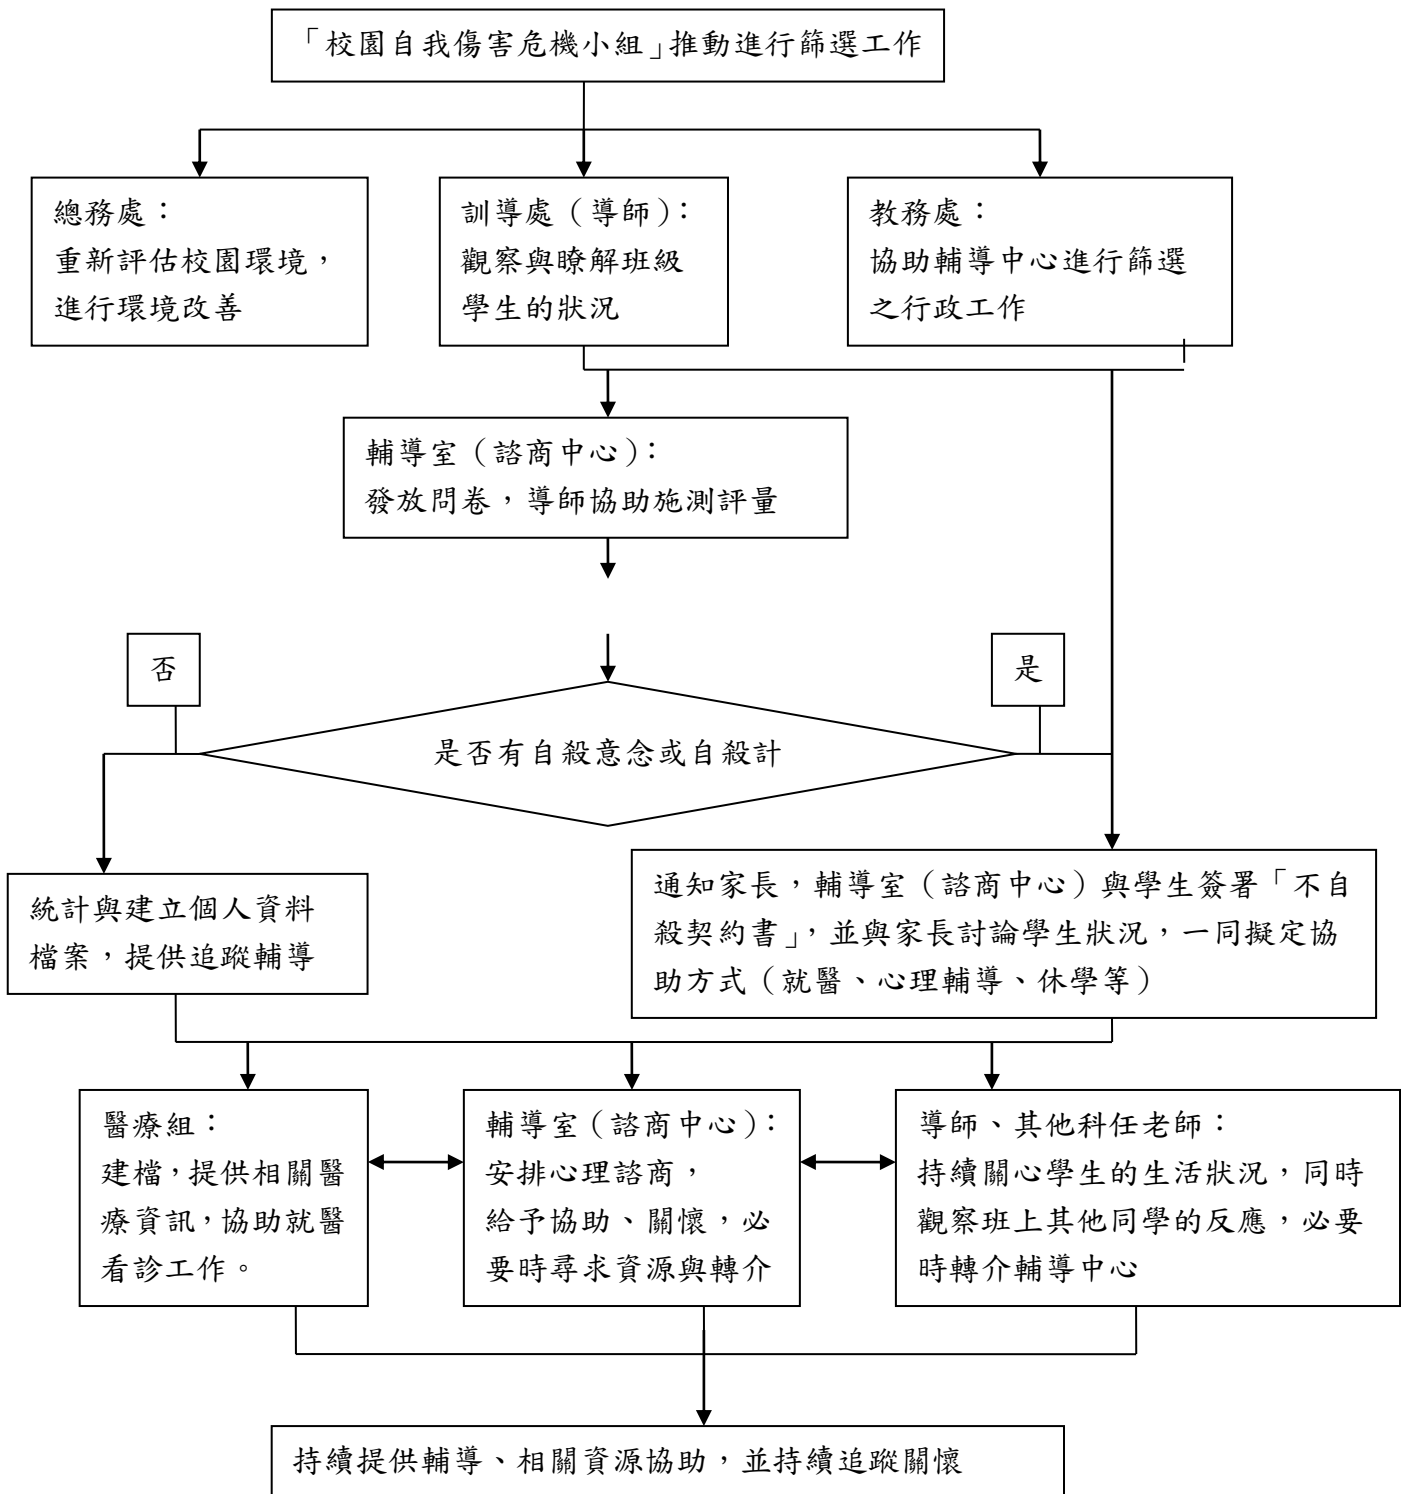 「校園自我傷害危機小組」推動進行篩選工作
總務處：
重新評估校園環境，
進行環境改善
訓導處（導師）：
觀察與瞭解班級
學生的狀況
教務處：
協助輔導中心進行篩選
之行政工作
輔導室（諮商中心）：
發放問卷，導師協助施測評量
否
是
是否有自殺意念或自殺計
統計與建立個人資料
檔案，提供追蹤輔導
通知家長，輔導室（諮商中心）與學生簽署「不自
殺契約書」，並與家長討論學生狀況，一同擬定協
助方式（就醫、心理輔導、休學等）
醫療組：
建檔，提供相關醫
療資訊，協助就醫
看診工作。
輔導室（諮商中心）：
安排心理諮商，
給予協助、關懷，必
要時尋求資源與轉介
導師、其他科任老師：
持續關心學生的生活狀況，同時
觀察班上其他同學的反應，必要
時轉介輔導中心
持續提供輔導、相關資源協助，並持續追蹤關懷